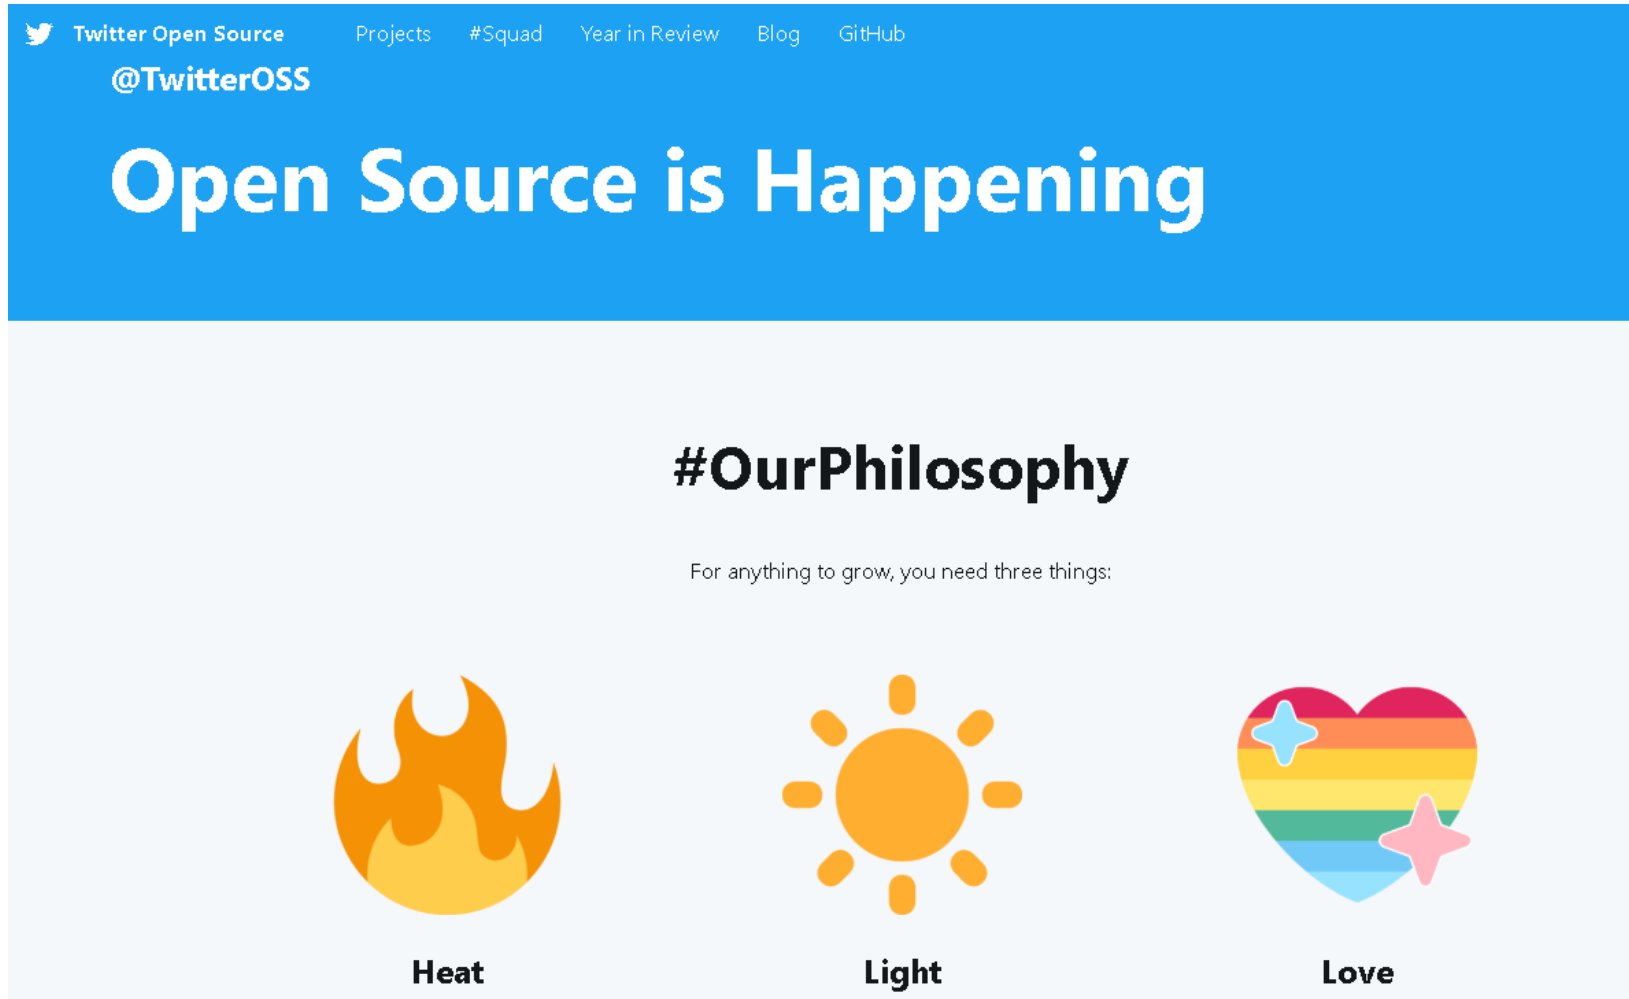 Twitter Open Source Projects #Squad Year in Review Blog GitHub
@TwitterOSS
Open Source is Happening
#OurPhilosophy
For anything to grow, you need three things:
Heat Light Love